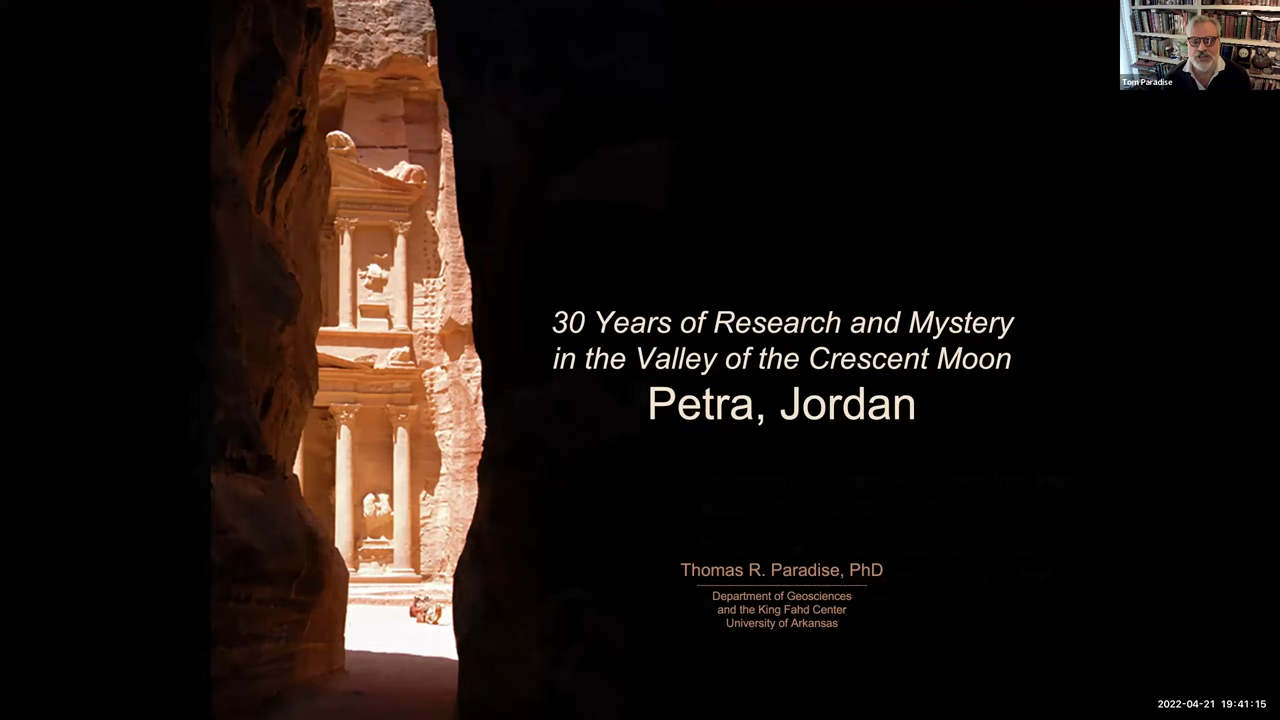 Tom Paradise
30 Years of Research and Mystery
in the Valley of the Crescent Moon
Petra, Jordan
Thomas R. Paradise, PhD
Department of Geosciences
and the King Fahd Center
University of Arkansas
2022-04-21 19:41:15